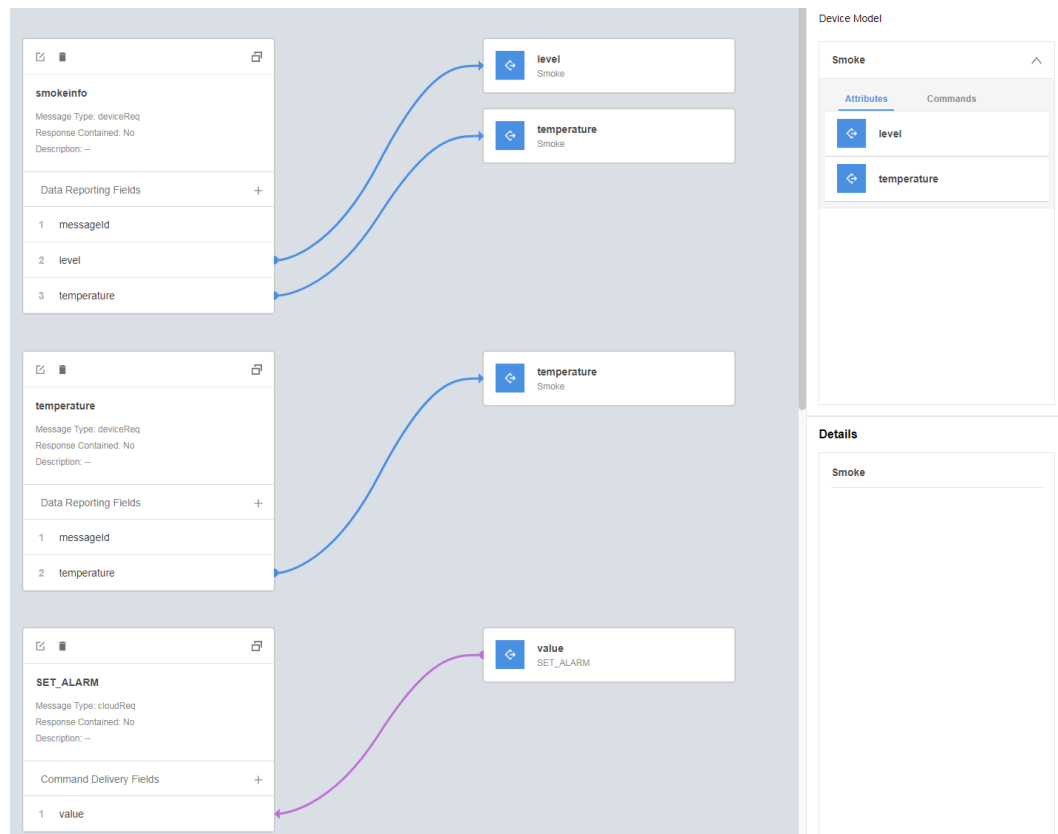 smokeinfo
Message Type: deviceReq
Response Contained: No
Description: --
Data Reporting Fields
1 messageId
2 level
3 temperature
level
Smoke
temperature
Smoke
temperature
Message Type: deviceReq
Response Contained: No
Description: --
Data Reporting Fields
1 messageId
2 temperature
temperature
Smoke
SET_ALARM
Message Type: cloudReq
Response Contained: No
Description: --
Command Delivery Fields
1 value
value
SET_ALARM
Device Model
Smoke
Attributes Commands
level
temperature
Details
Smoke